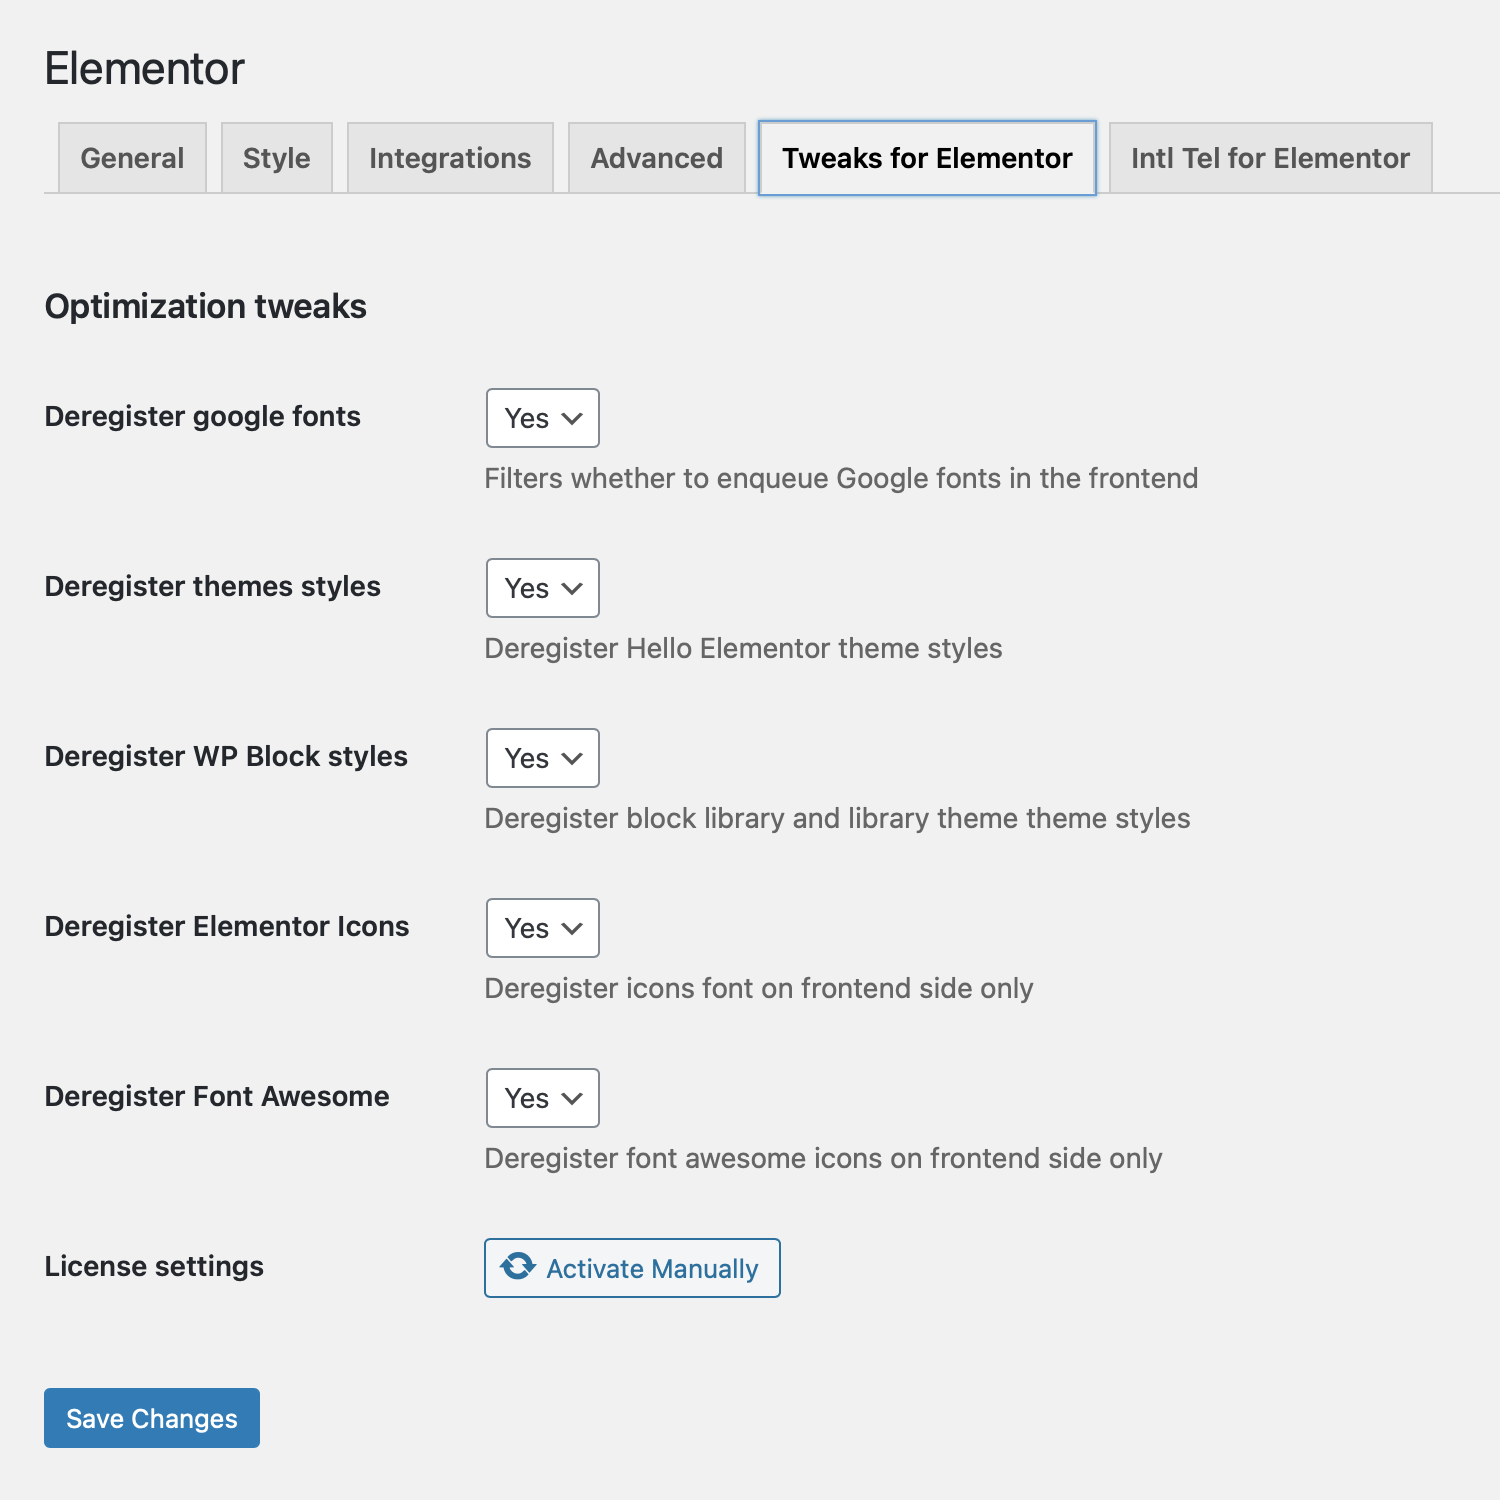 Elementor
General Style Integrations Advanced Tweaks for Elementor Intl Tel for Elementor
Optimization tweaks
Deregister google fonts Yes
Filters whether to enqueue Google fonts in the frontend
Deregister themes styles Yes
Deregister Hello Elementor theme styles
Deregister WP Block styles Yes
Deregister block library and library theme theme styles
Deregister Elementor Icons Yes
Deregister icons font on frontend side only
Deregister Font Awesome Yes
Deregister font awesome icons on frontend side only
License settings Activate Manually
Save Changes